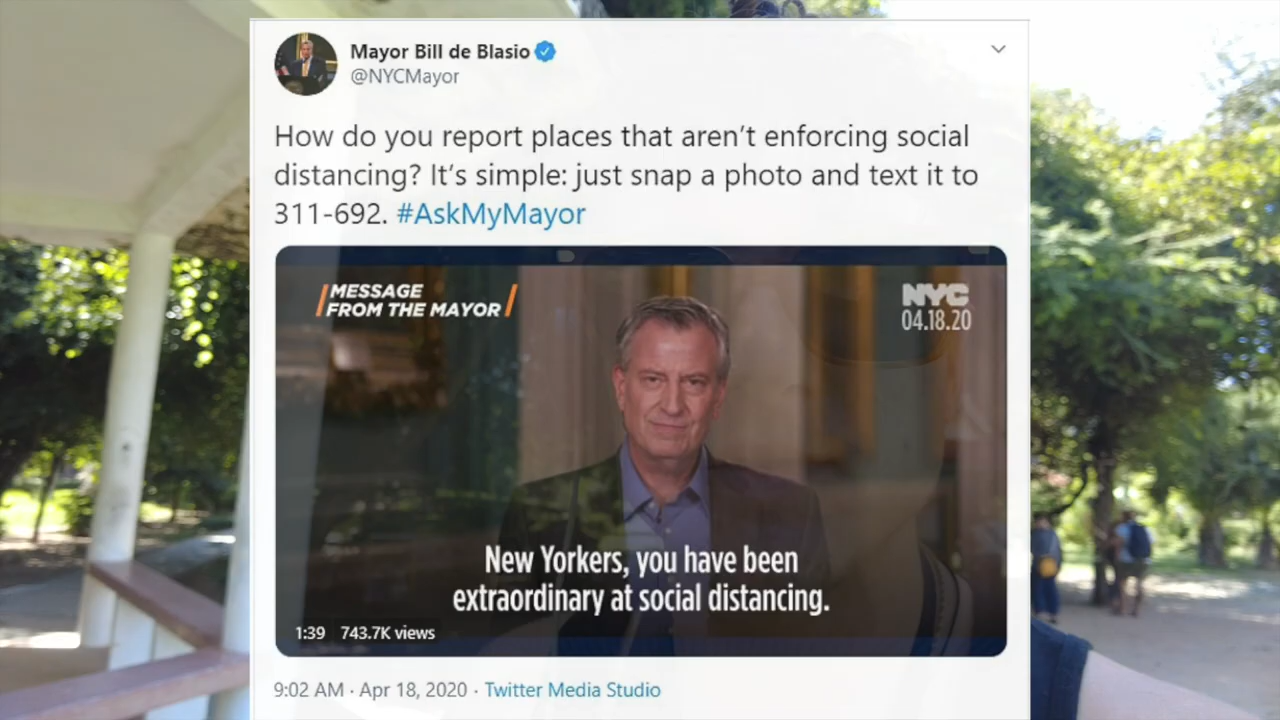 Mayor Bill de Blasio
@NYCMayor
How do you report places that aren’t enforcing social
distancing? It’s simple: just snap a photo and text it to
311-692. #AskMyMayor
MESSAGE
FROM THE MAYOR
NYC
04.18.20
New Yorkers, you have been
extraordinary at social distancing.
1:39 743.7K views
9:02 AM · Apr 18, 2020 · Twitter Media Studio